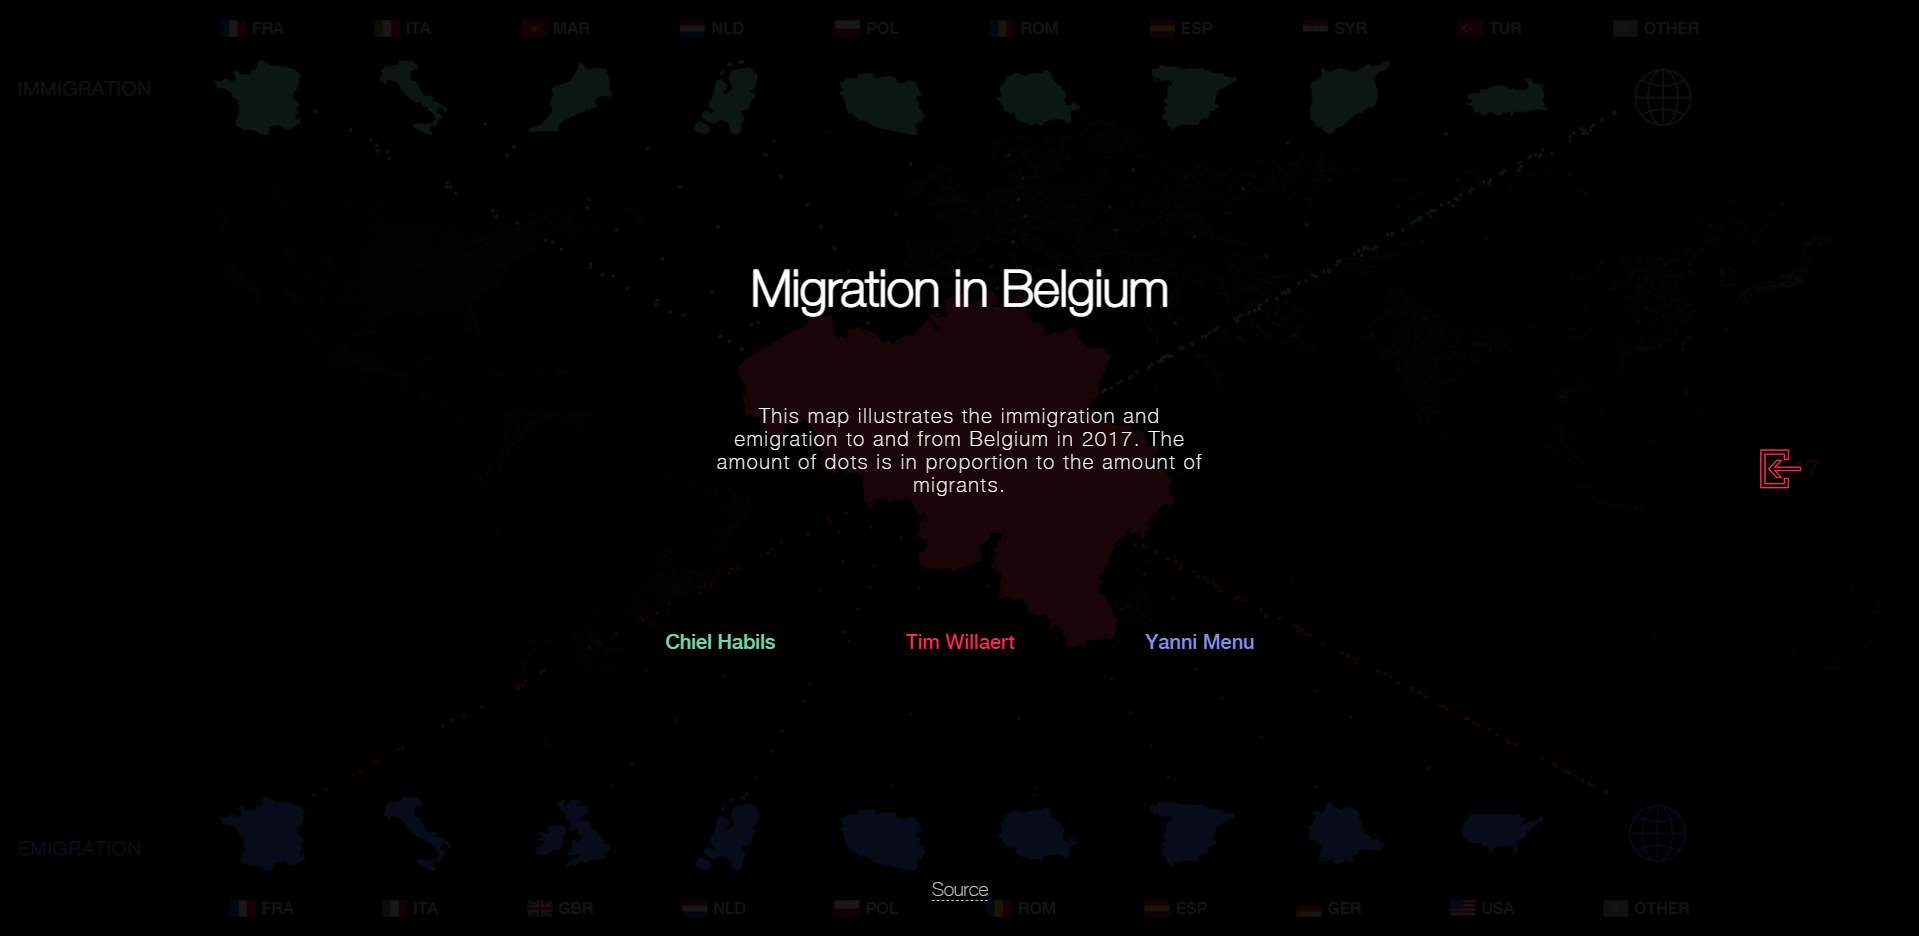 FRA ITA MAR NLD POL ROM ESP SYR TUR OTHER
IMMIGRATION
Migration in Belgium
This map illustrates the immigration and
emigration to and from Belgium in 2017. The
amount of dots is in proportion to the amount of
migrants.
7
Chiel Habils Tim Willaert Yanni Menu
EMIGRATION
Source
FRA ITA GBR NLD POL ROM ESP GER USA OTHER